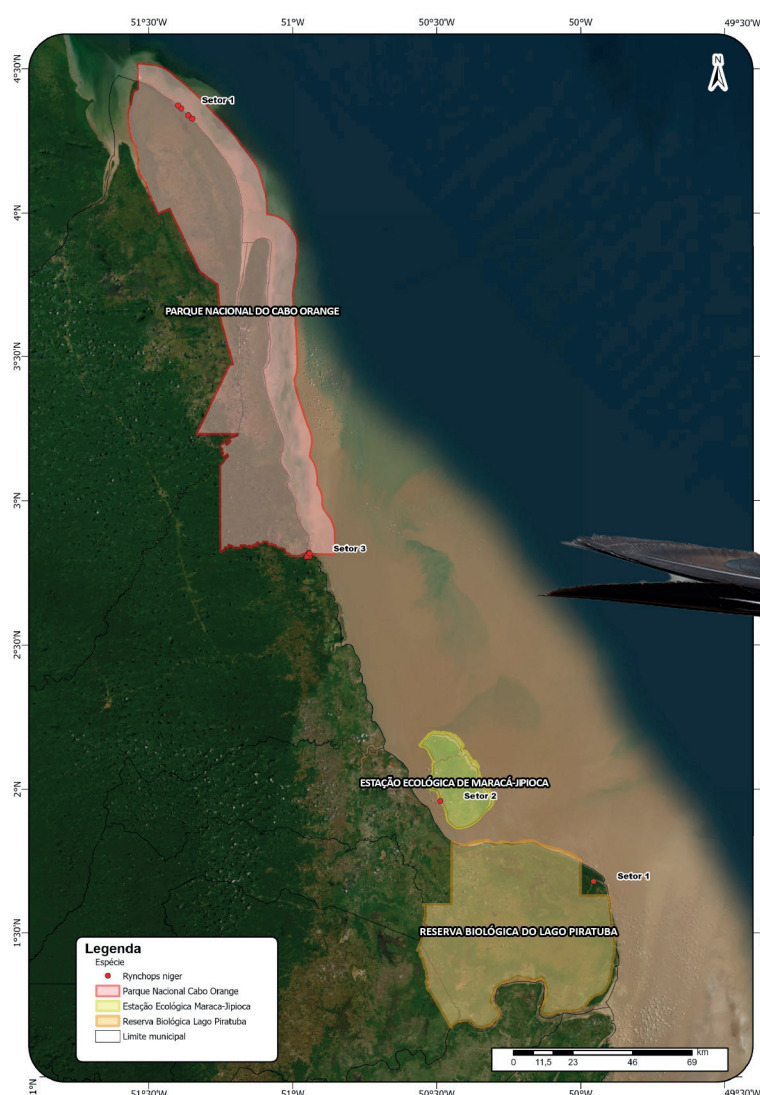 51°30'W 51°W 50°30'W 50°W 49°30'W
N
4°30'N
Setor 1
4°N
PARQUE NACIONAL DO CABO ORANGE
3°30'N
3°N
Setor 3
2°30'N
2°N
ESTAÇÃO ECOLÓGICA DE MARACÁ-JIPIOCA
Setor 2
Setor 1
1°30'N
RESERVA BIOLÓGICA DO LAGO PIRATUBA
Legenda
Espécie
Rynchops niger
Parque Nacional Cabo Orange
Estação Ecológica Maraca-Jipioca
Reserva Biológica Lago Piratuba
Limite municipal
km
0 11,5 23 46 69
1°N
51°30'W 51°W 50°30'W 50°W 49°30'W